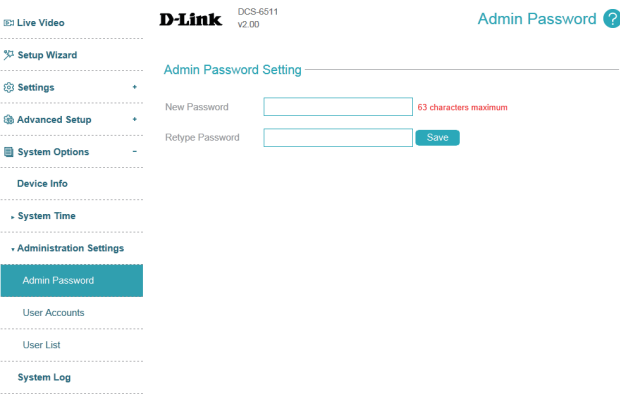 Live Video
Setup Wizard
Settings +
Advanced Setup +
System Options -
Device Info
System Time
Administration Settings
Admin Password
User Accounts
User List
System Log
D-Link DCS-6511
v2.00
Admin Password ?
Admin Password Setting
New Password 63 characters maximum
Retype Password Save